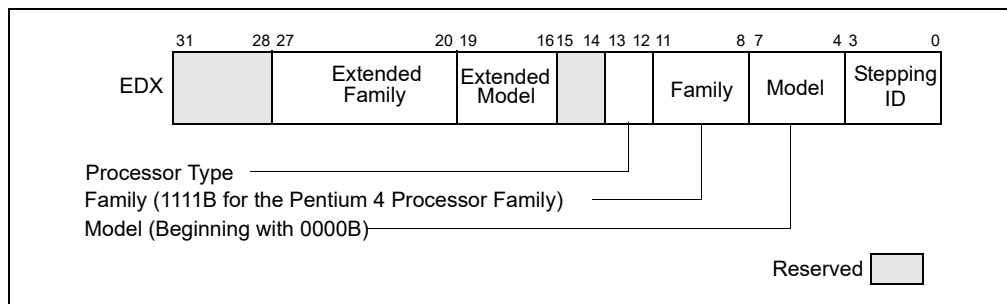 31 28 27 20 19 16 15 14 13 12 11 8 7 4 3 0
EDX
Extended
Family
Extended
Model
Family
Model
Stepping
ID
Processor Type
Family (1111B for the Pentium 4 Processor Family)
Model (Beginning with 0000B)
Reserved